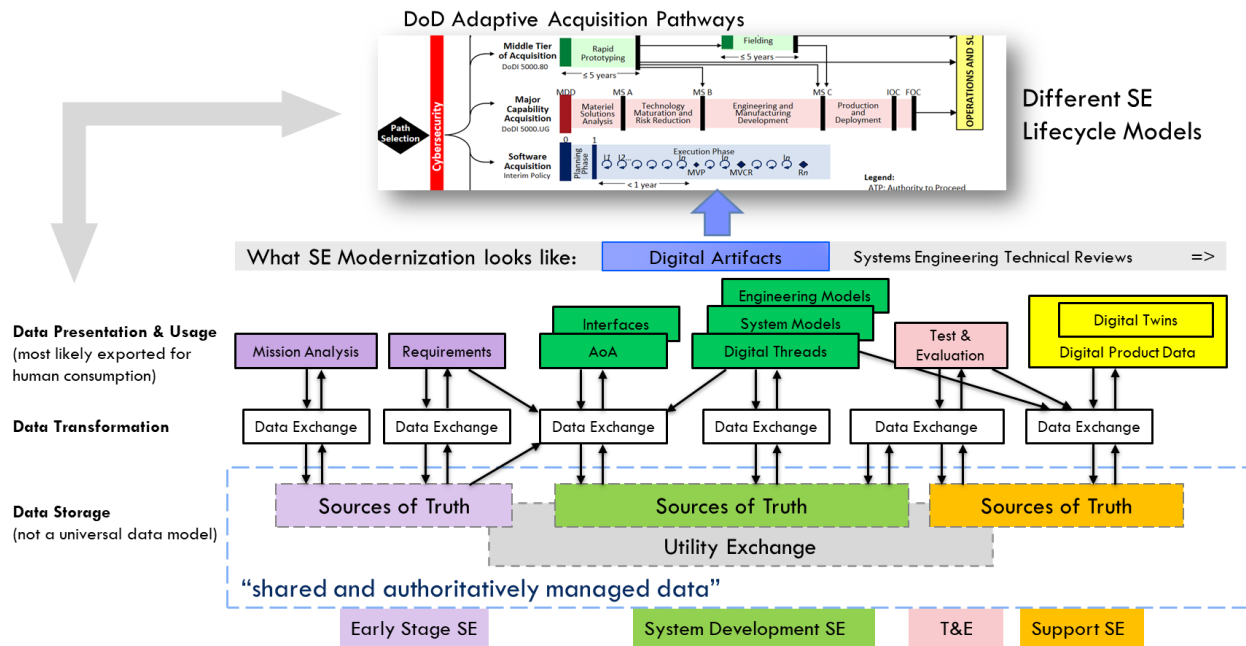 DoD Adaptive Acquisition Pathways
Middle Tier
of Acquisition
DoDI 5000.80
Rapid
Prototyping
≤ 5 years
Fielding
≤ 5 years
Path
Selection
Cybersecurity
Major
Capability
Acquisition
DoDI 5000.UG
MDD
MS A
MS B
MS C
IOC
FOC
Materiel
Solutions
Analysis
Technology
Maturation and
Risk Reduction
Engineering and
Manufacturing
Development
Production
and
Deployment
OPERATIONS AND SU
Software
Acquisition
Interim Policy
0
1
Planning
Phase
Execution Phase
I1
I2...
In
In
In
MVP
MVCR
Rn
< 1 year
Legend:
ATP: Authority to Proceed
Different SE
Lifecycle Models
What SE Modernization looks like:
Digital Artifacts
Systems Engineering Technical Reviews
=>
Data Presentation & Usage
(most likely exported for
human consumption)
Mission Analysis
Requirements
Interfaces
AoA
Engineering Models
System Models
Digital Threads
Test &
Evaluation
Digital Twins
Digital Product Data
Data Transformation
Data Exchange
Data Exchange
Data Exchange
Data Exchange
Data Exchange
Data Exchange
Data Storage
(not a universal data model)
Sources of Truth
Sources of Truth
Sources of Truth
Utility Exchange
“shared and authoritatively managed data”
Early Stage SE
System Development SE
T&E
Support SE